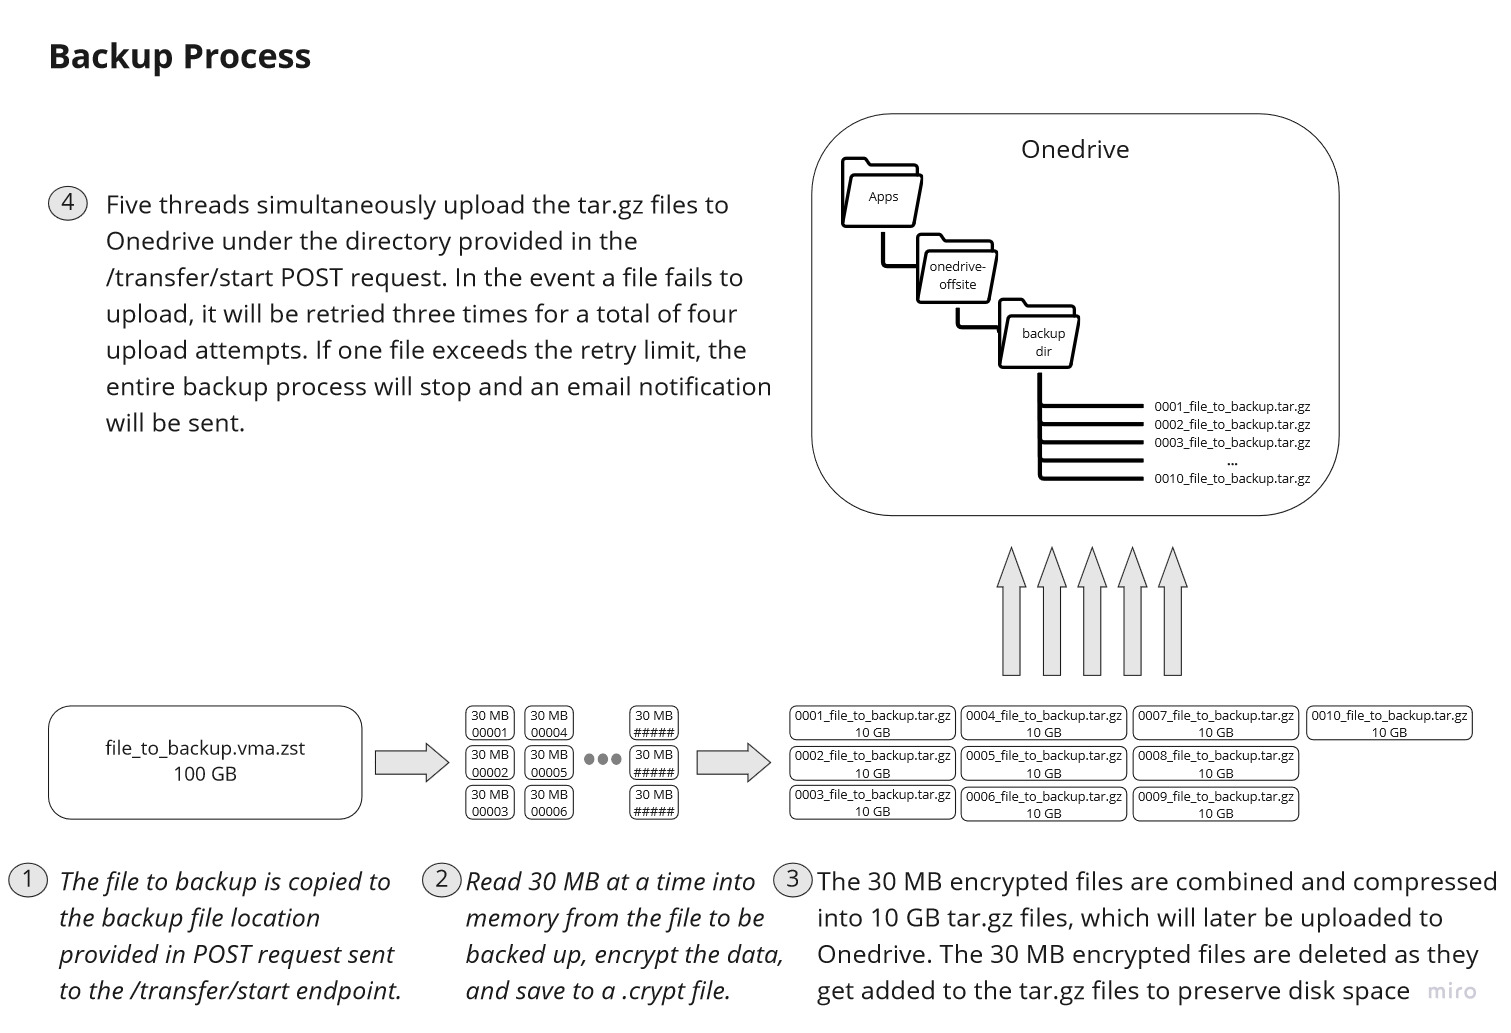 Backup Process
4
Five threads simultaneously upload the tar.gz files to
Onedrive under the directory provided in the
/transfer/start POST request. In the event a file fails to
upload, it will be retried three times for a total of four
upload attempts. If one file exceeds the retry limit, the
entire backup process will stop and an email notification
will be sent.
Onedrive
Apps
onedrive-
offsite
backup
dir
0001_file_to_backup.tar.gz
0002_file_to_backup.tar.gz
0003_file_to_backup.tar.gz
...
0010_file_to_backup.tar.gz
file_to_backup.vma.zst
100 GB
30 MB
00001
30 MB
00002
30 MB
00003
30 MB
00004
30 MB
00005
30 MB
00006
30 MB
#####
30 MB
#####
30 MB
#####
0001_file_to_backup.tar.gz
10 GB
0002_file_to_backup.tar.gz
10 GB
0003_file_to_backup.tar.gz
10 GB
0004_file_to_backup.tar.gz
10 GB
0005_file_to_backup.tar.gz
10 GB
0006_file_to_backup.tar.gz
10 GB
0007_file_to_backup.tar.gz
10 GB
0008_file_to_backup.tar.gz
10 GB
0009_file_to_backup.tar.gz
10 GB
0010_file_to_backup.tar.gz
10 GB
1
The file to backup is copied to
the backup file location
provided in POST request sent
to the /transfer/start endpoint.
2
Read 30 MB at a time into
memory from the file to be
backed up, encrypt the data,
and save to a .crypt file.
3
The 30 MB encrypted files are combined and compressed
into 10 GB tar.gz files, which will later be uploaded to
Onedrive. The 30 MB encrypted files are deleted as they
get added to the tar.gz files to preserve disk space
miro